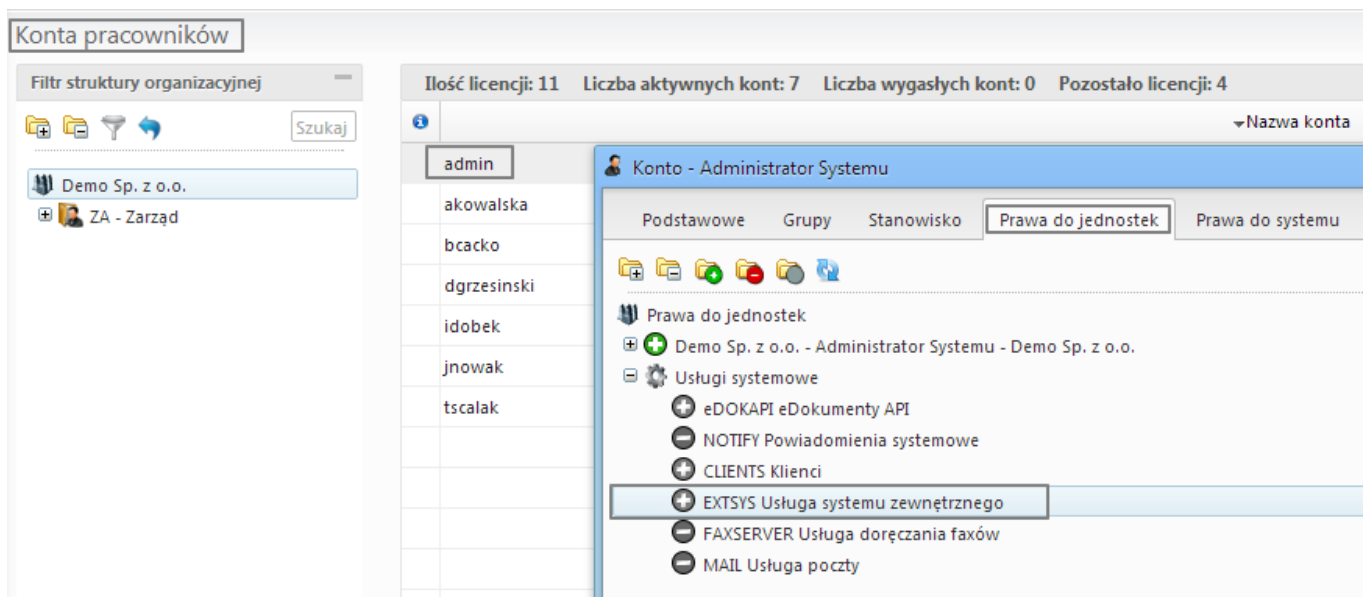 Konta pracowników
Filtr struktury organizacyjnej
Szukaj
Demo Sp. z o.o.
ZA - Zarząd
Ilość licencji: 11 Liczba aktywnych kont: 7 Liczba wygasłych kont: 0 Pozostało licencji: 4
Nazwa konta
admin
akowalska
bcacko
dgrzesinski
idobek
jnowak
tscalak
Konto - Administrator Systemu
Podstawowe Grupy Stanowisko Prawa do jednostek Prawa do systemu
Prawa do jednostek
Demo Sp. z o.o. - Administrator Systemu - Demo Sp. z o.o.
Usługi systemowe
eDOKAPI eDokumenty API
NOTIFY Powiadomienia systemowe
CLIENTS Klienci
EXTSYS Usługa systemu zewnętrznego
FAXSERVER Usługa doręczania faxów
MAIL Usługa poczty